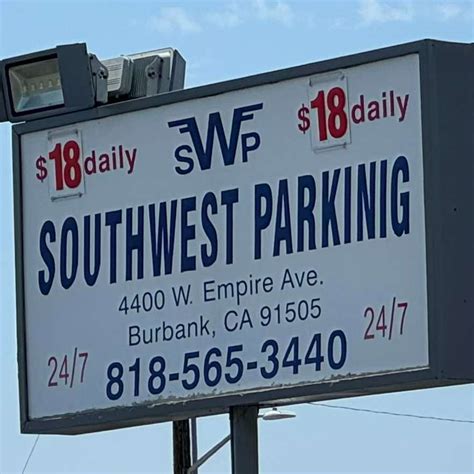 $18 daily
SWP
$18 daily
SOUTHWEST PARKINIG
4400 W. Empire Ave.
Burbank, CA 91505
24/7 818-565-3440 24/7